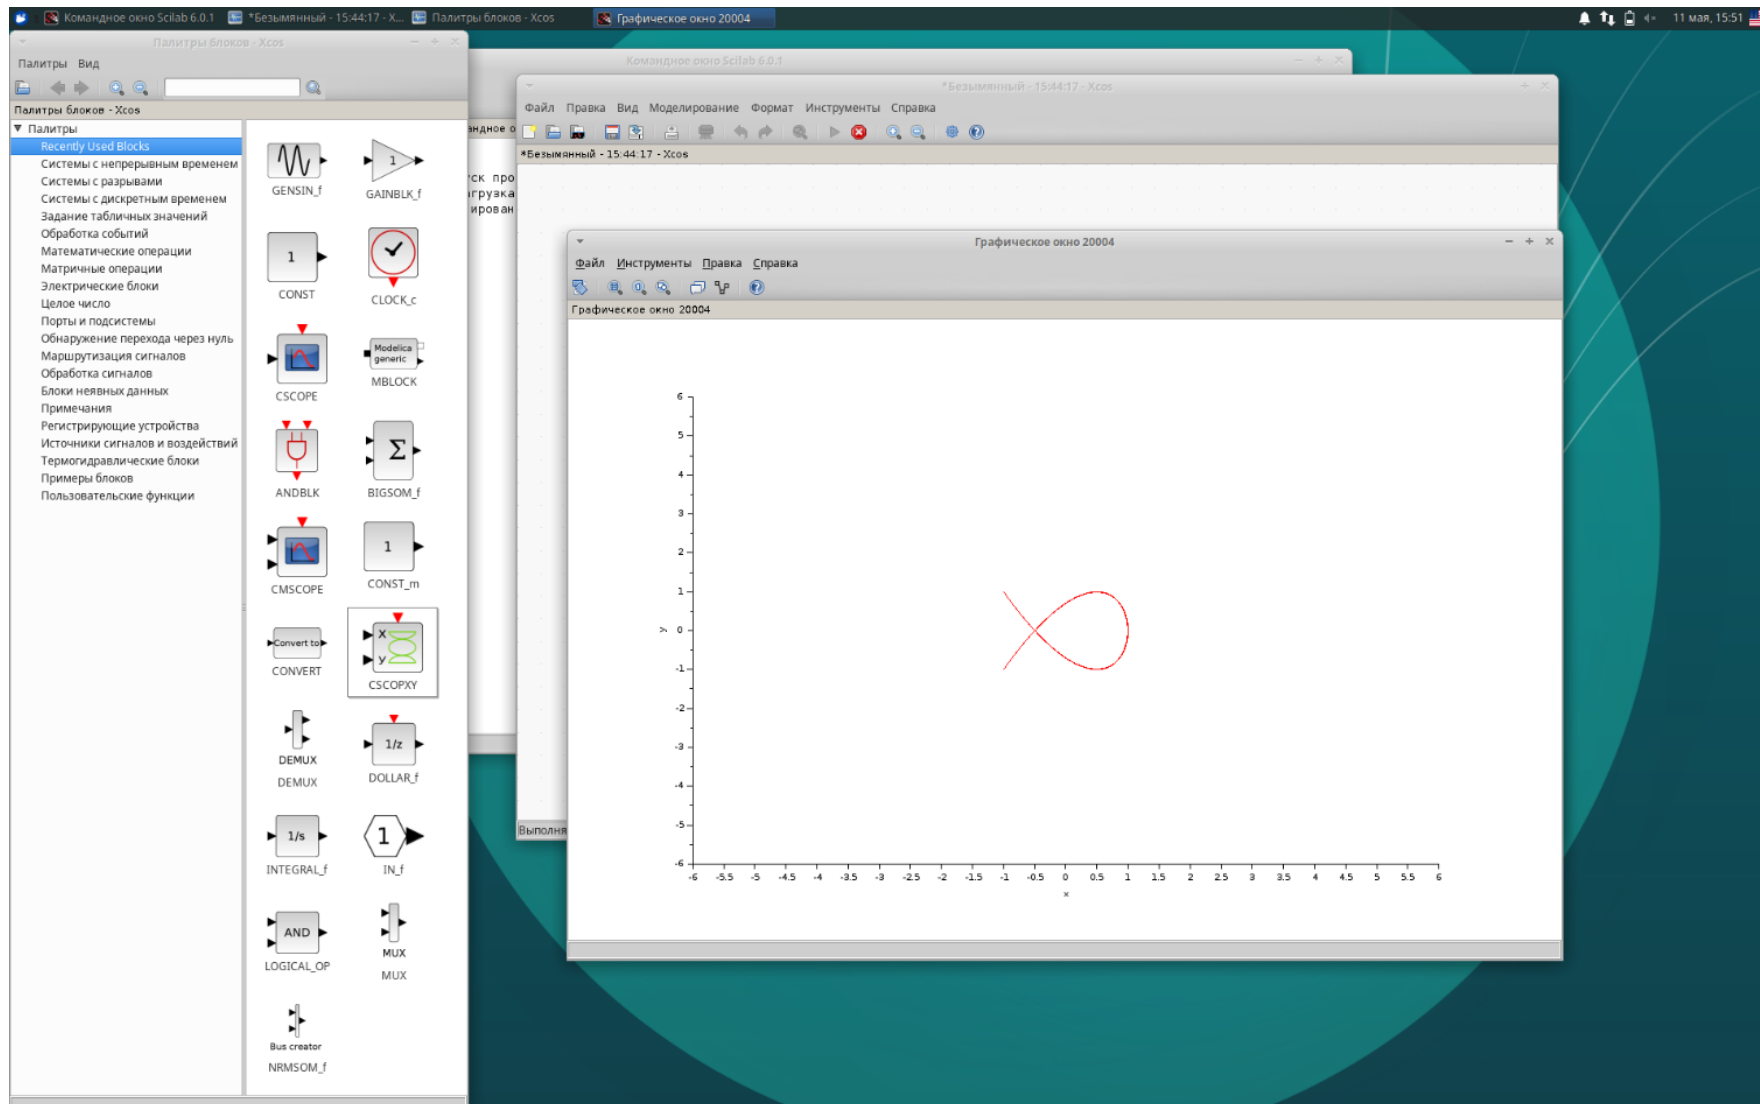 Командное окно Scilab 6.0.1
*Безымянный - 15:44:17 - X...
Палитры блоков - Xcos
Графическое окно 20004
11 мая, 15:51
Палитры блоков - Xcos
Палитры Вид
Палитры блоков - Xcos
Палитры
Recently Used Blocks
Системы с непрерывным временем
Системы с разрывами
Системы с дискретным временем
Задание табличных значений
Обработка событий
Математические операции
Матричные операции
Электрические блоки
Целое число
Порты и подсистемы
Обнаружение перехода через нуль
Маршрутизация сигналов
Обработка сигналов
Блоки неявных данных
Примечания
Регистрирующие устройства
Источники сигналов и воздействий
Термогидравлические блоки
Примеры блоков
Пользовательские функции
1
GENSIN_f
GAINBLK_f
1
CONST
CLOCK_c
Modelica
generic
CSCOPE
MBLOCK
Σ
ANDBLK
BIGSOM_f
1
CMSCOPE
CONST_m
Convert to
X
Y
CONVERT
CSCOPXY
DEMUX
1/z
DEMUX
DOLLAR_f
1/s
1
INTEGRAL_f
IN_f
AND
MUX
LOGICAL_OP
MUX
Bus creator
NRMSOM_f
Командное окно Scilab 6.0.1
андное о
ск про
грузка
ирован
*Безымянный - 15:44:17 - Xcos
Файл Правка Вид Моделирование Формат Инструменты Справка
*Безымянный - 15:44:17 - Xcos
Выполня
Графическое окно 20004
Файл Инструменты Правка Справка
Графическое окно 20004
6
5
4
3
2
1
y
0
-1
-2
-3
-4
-5
-6
-6 -5.5 -5 -4.5 -4 -3.5 -3 -2.5 -2 -1.5 -1 -0.5 0 0.5 1 1.5 2 2.5 3 3.5 4 4.5 5 5.5 6
x